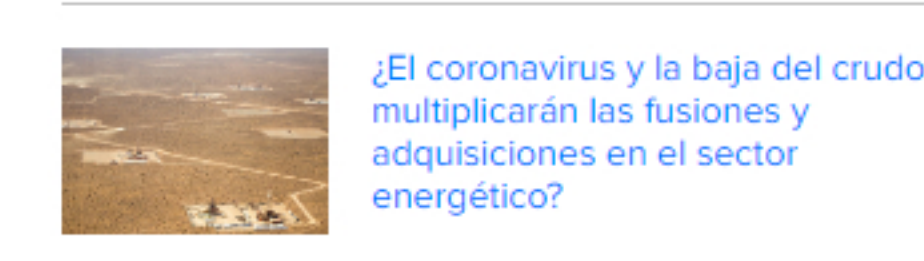 ¿El coronavirus y la baja del crudo
multiplicarán las fusiones y
adquisiciones en el sector
energético?